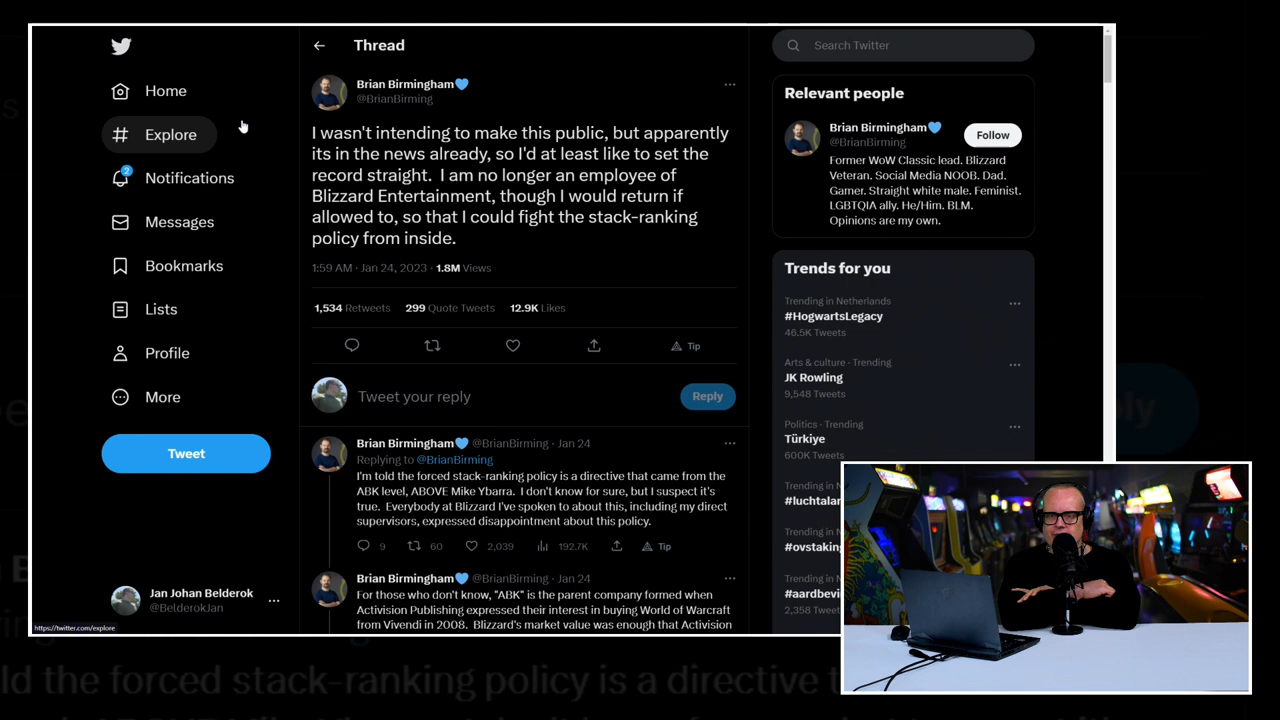 Thread
Search Twitter
Home
Explore
2
Notifications
Messages
Bookmarks
Lists
Profile
More
Tweet
Jan Johan Belderok
@BelderokJan
https://twitter.com/explore
Brian Birmingham💙
@BrianBirming
I wasn't intending to make this public, but apparently
its in the news already, so I'd at least like to set the
record straight. I am no longer an employee of
Blizzard Entertainment, though I would return if
allowed to, so that I could fight the stack-ranking
policy from inside.
1:59 AM · Jan 24, 2023 · 1.8M Views
1,534 Retweets 299 Quote Tweets 12.9K Likes
Tip
Tweet your reply
Reply
Brian Birmingham💙 @BrianBirming · Jan 24
Replying to @BrianBirming
I'm told the forced stack-ranking policy is a directive that came from the
ABK level, ABOVE Mike Ybarra. I don't know for sure, but I suspect it's
true. Everybody at Blizzard I've spoken to about this, including my direct
supervisors, expressed disappointment about this policy.
9 60 2,039 192.7K Tip
Brian Birmingham💙 @BrianBirming · Jan 24
For those who don't know, "ABK" is the parent company formed when
Activision Publishing expressed their interest in buying World of Warcraft
from Vivendi in 2008. Blizzard's market value was enough that Activision
Relevant people
Brian Birmingham💙
@BrianBirming
Follow
Former WoW Classic lead. Blizzard
Veteran. Social Media NOOB. Dad.
Gamer. Straight white male. Feminist.
LGBTQIA ally. He/Him. BLM.
Opinions are my own.
Trends for you
Trending in Netherlands
#HogwartsLegacy
46.5K Tweets
Arts & culture · Trending
JK Rowling
9,548 Tweets
Politics · Trending
Türkiye
600K Tweets
Trending in
#luchtala
Trending in
#ovstaking
Trending in
#aardbevi
2,358 Tweets
ld the forced stack-ranking policy is a directive